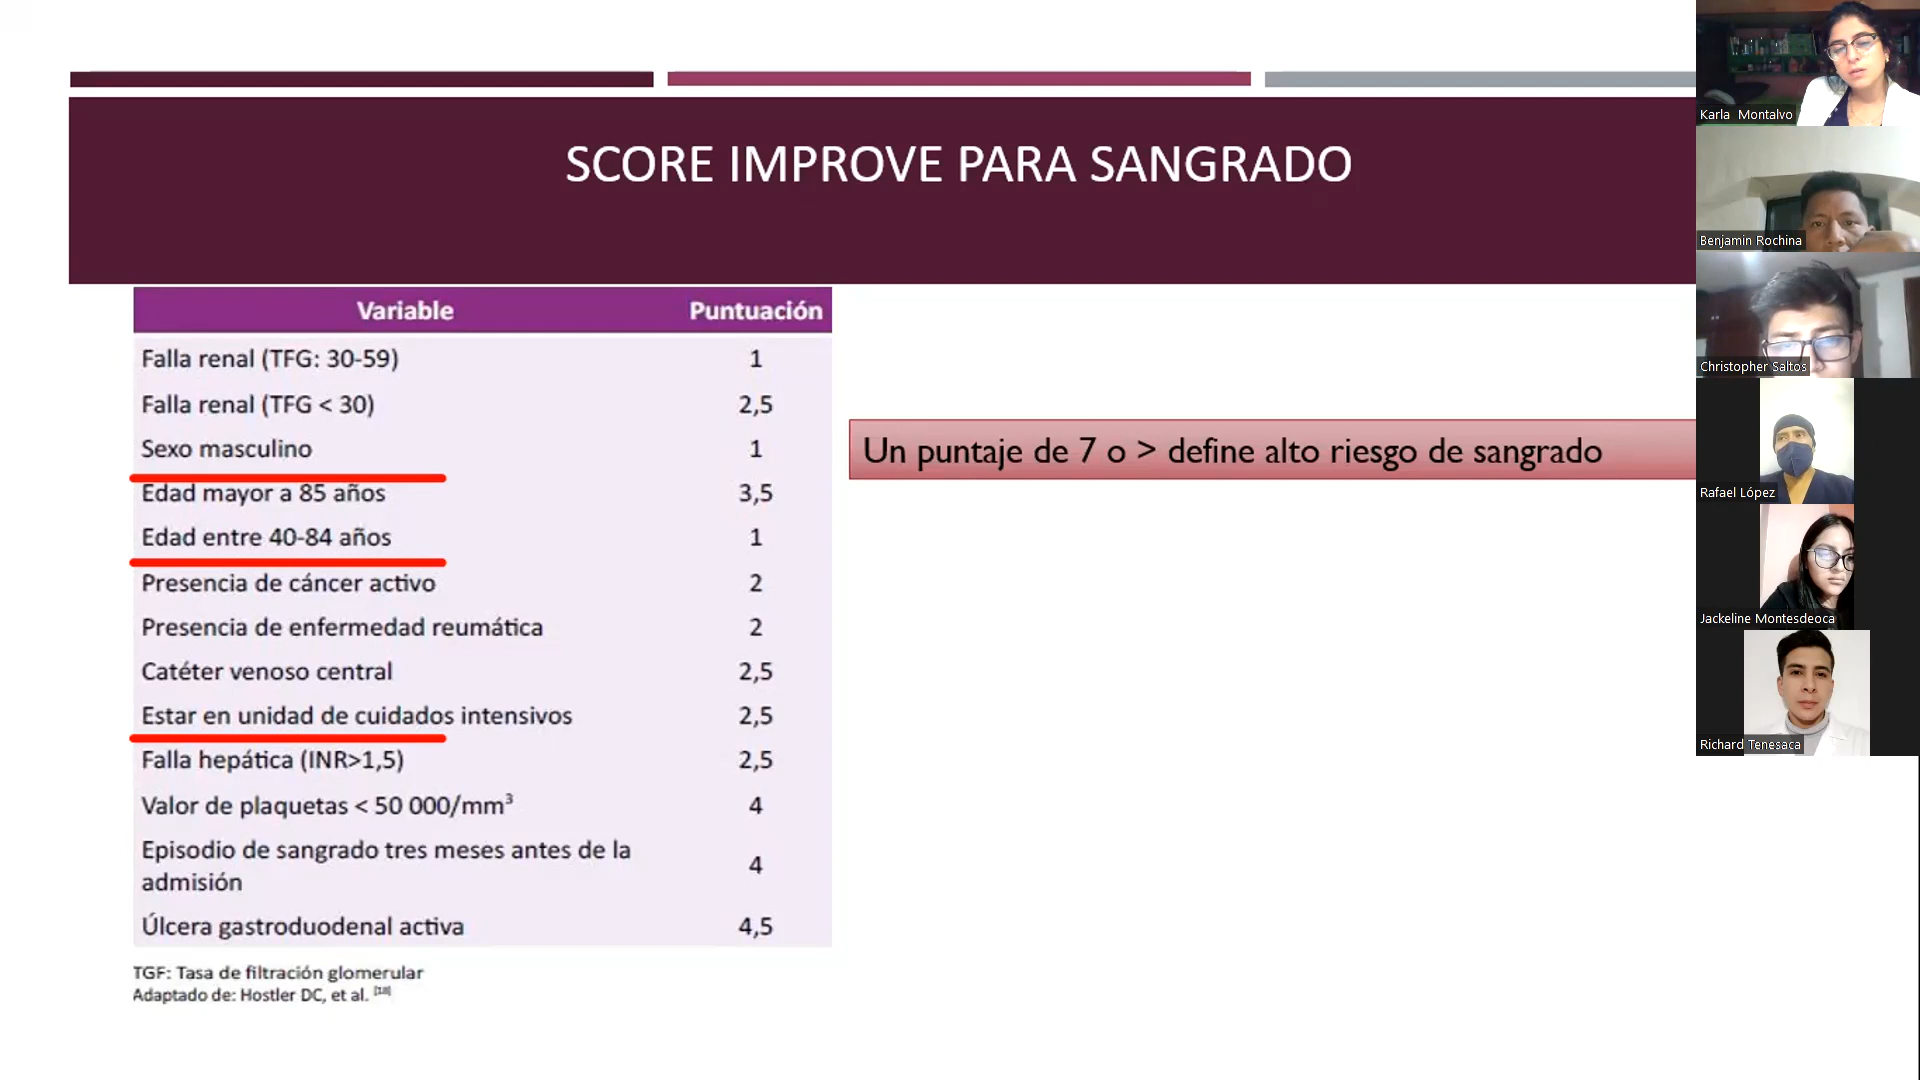 SCORE IMPROVE PARA SANGRADO
Variable Puntuación
Falla renal (TFG: 30-59) 1
Falla renal (TFG < 30) 2,5
Sexo masculino 1
Edad mayor a 85 años 3,5
Edad entre 40-84 años 1
Presencia de cáncer activo 2
Presencia de enfermedad reumática 2
Catéter venoso central 2,5
Estar en unidad de cuidados intensivos 2,5
Falla hepática (INR>1,5) 2,5
Valor de plaquetas < 50 000/mm³ 4
Episodio de sangrado tres meses antes de la
admisión 4
Úlcera gastroduodenal activa 4,5
TGF: Tasa de filtración glomerular
Adaptado de: Hostler DC, et al. [18]
Un puntaje de 7 o > define alto riesgo de sangrado
Karla Montalvo
Benjamin Rochina
Christopher Saltos
Rafael López
Jackeline Montesdeoca
Richard Tenesaca